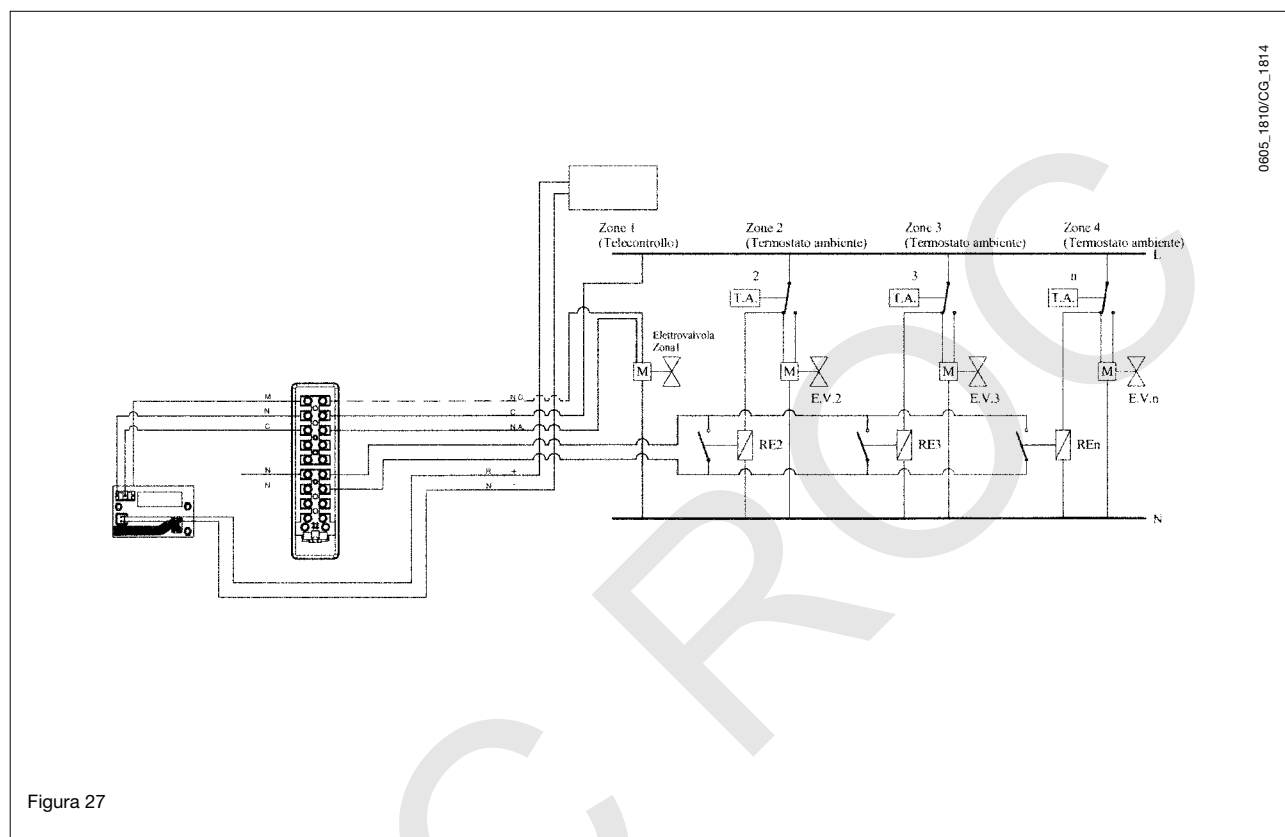 0605_1810/CG_1814
Zone 1
(Telecontrollo)
Zone 2
(Termostato ambiente)
Zone 3
(Termostato ambiente)
Zone 4
(Termostato ambiente)
L
2
3
n
T.A.
T.A.
T.A.
Elettrovalvola
Zona1
M
M
M
M
E.V.2
E.V.3
E.V.n
M
N
C
C
N.A.
N
N
R +
N -
RE2
RE3
REn
N
Figura 27
C ROC